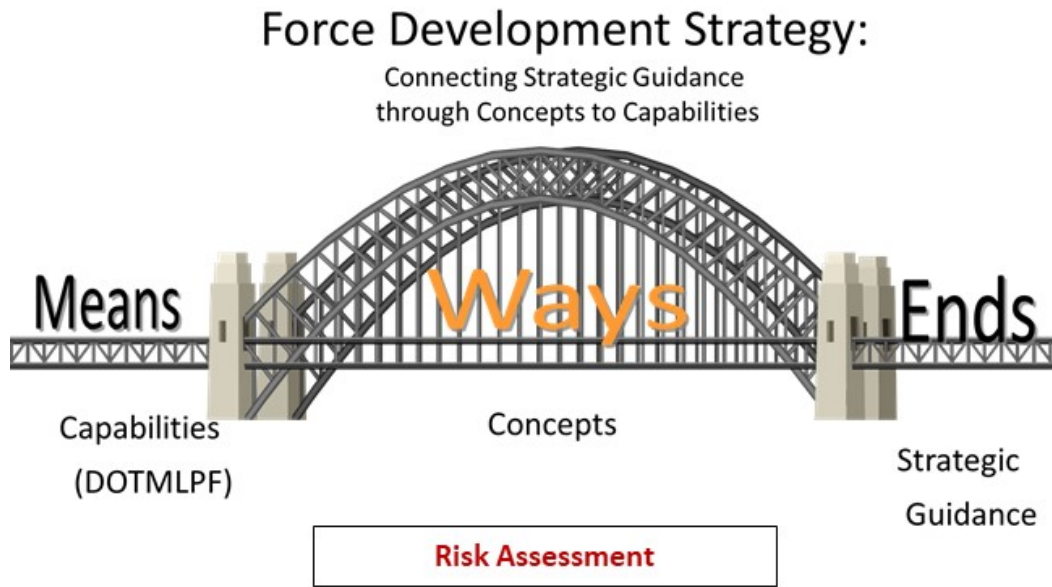 Force Development Strategy:
Connecting Strategic Guidance
through Concepts to Capabilities
Means
Ways
Ends
Capabilities
(DOTMLPF)
Concepts
Strategic
Guidance
Risk Assessment